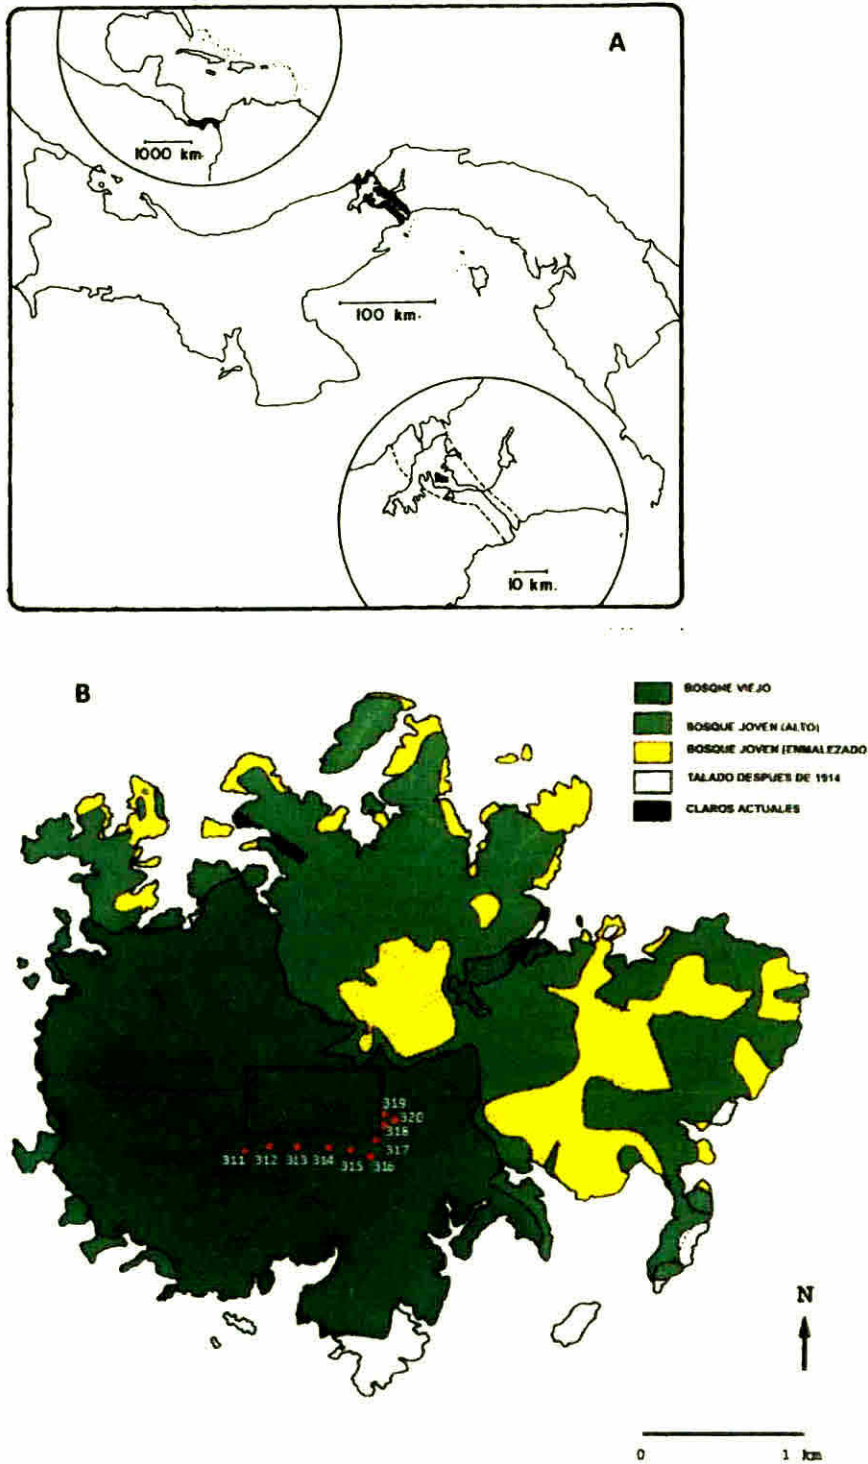 A
1000 km.
100 km.
10 km.
B
BOSQUE VIEJO
BOSQUE JOVEN (ALTO)
BOSQUE JOVEN (ENMALEZADO
TALADO DESPUES DE 1914
CLAROS ACTUALES
319
320
318
317
311 312 313 314 315 316
N
0 1 km